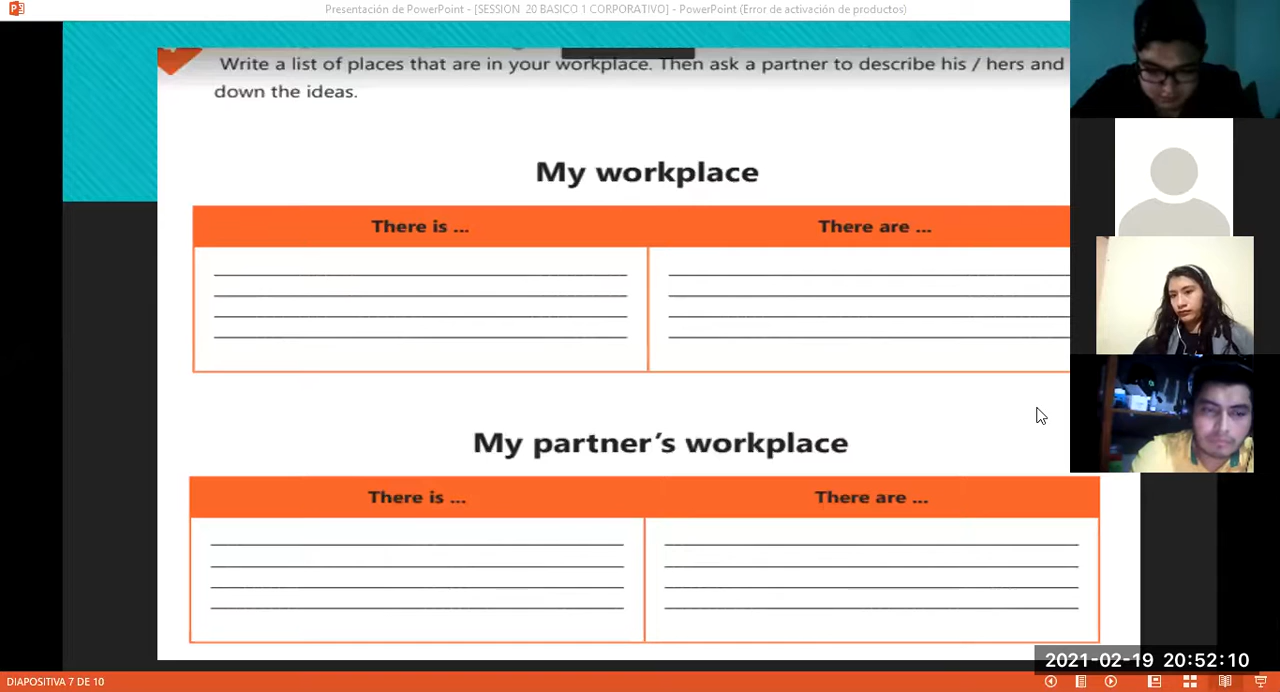 Presentación de PowerPoint - [SESSION 20 BASICO 1 CORPORATIVO] - PowerPoint (Error de activación de productos)
Write a list of places that are in your workplace. Then ask a partner to describe his / hers and
down the ideas.
My workplace
There is ... There are ...
My partner's workplace
There is ... There are ...
2021-02-19 20:52:10
DIAPOSITIVA 7 DE 10